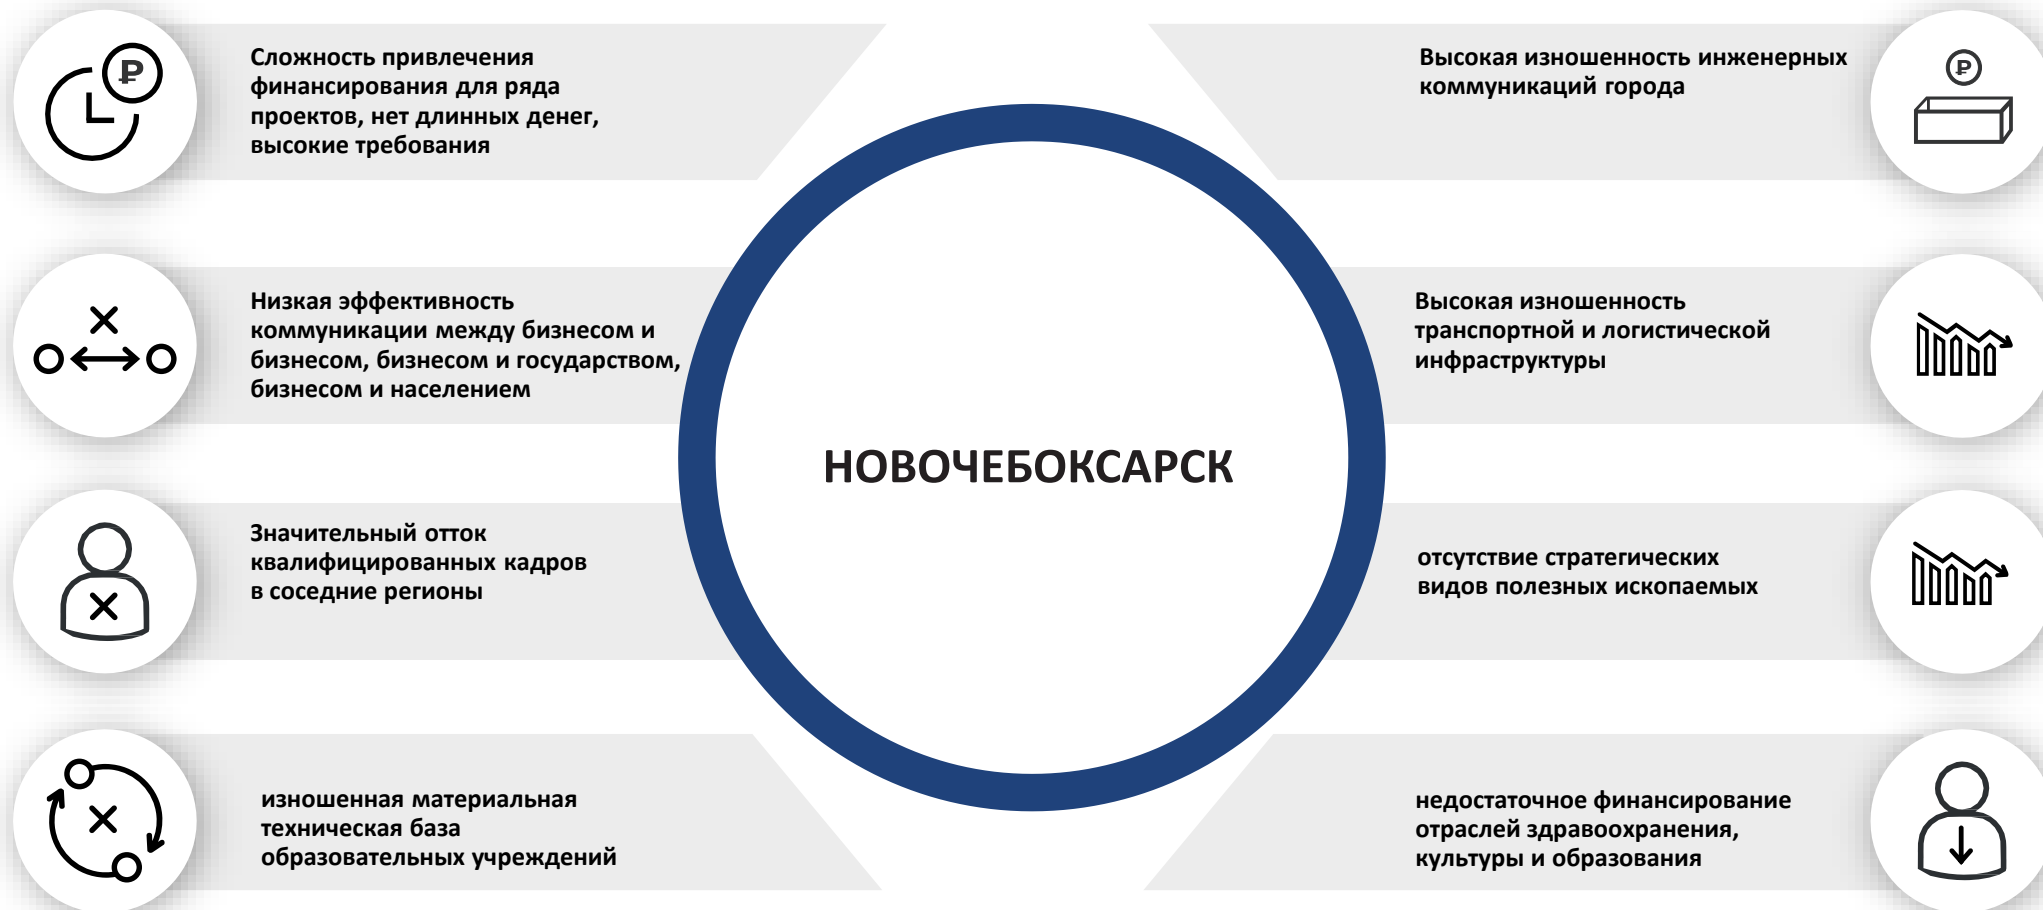 Сложность привлечения
финансирования для ряда
проектов, нет длинных денег,
высокие требования
Низкая эффективность
коммуникации между бизнесом и
бизнесом, бизнесом и государством,
бизнесом и населением
Значительный отток
квалифицированных кадров
в соседние регионы
изношенная материальная
техническая база
образовательных учреждений
НОВОЧЕБОКСАРСК
Высокая изношенность инженерных
коммуникаций города
Высокая изношенность
транспортной и логистической
инфраструктуры
отсутствие стратегических
видов полезных ископаемых
недостаточное финансирование
отраслей здравоохранения,
культуры и образования